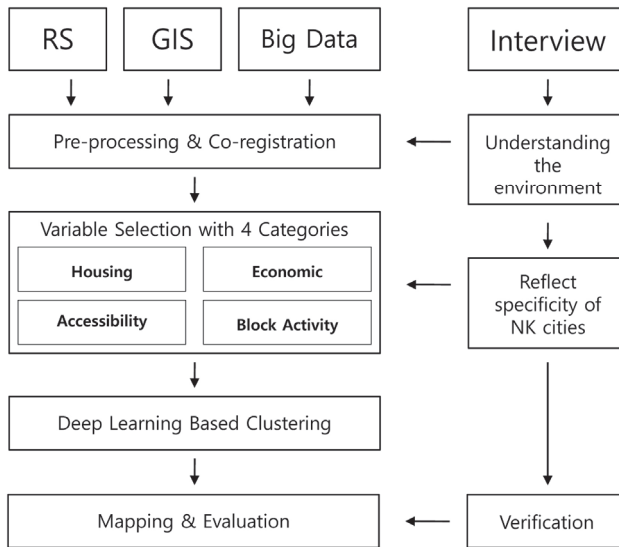 RS
GIS
Big Data
Interview
Pre-processing & Co-registration
Understanding
the
environment
Variable Selection with 4 Categories
Housing
Economic
Accessibility
Block Activity
Reflect
specificity of
NK cities
Deep Learning Based Clustering
Mapping & Evaluation
Verification